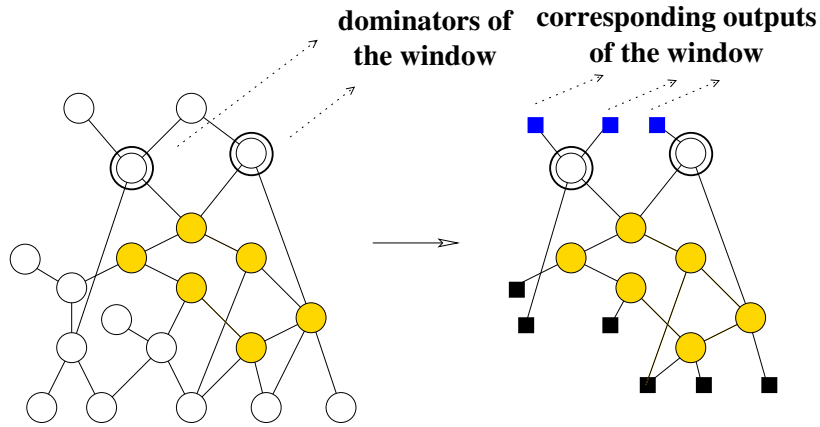 dominators of
the window
corresponding outputs
of the window